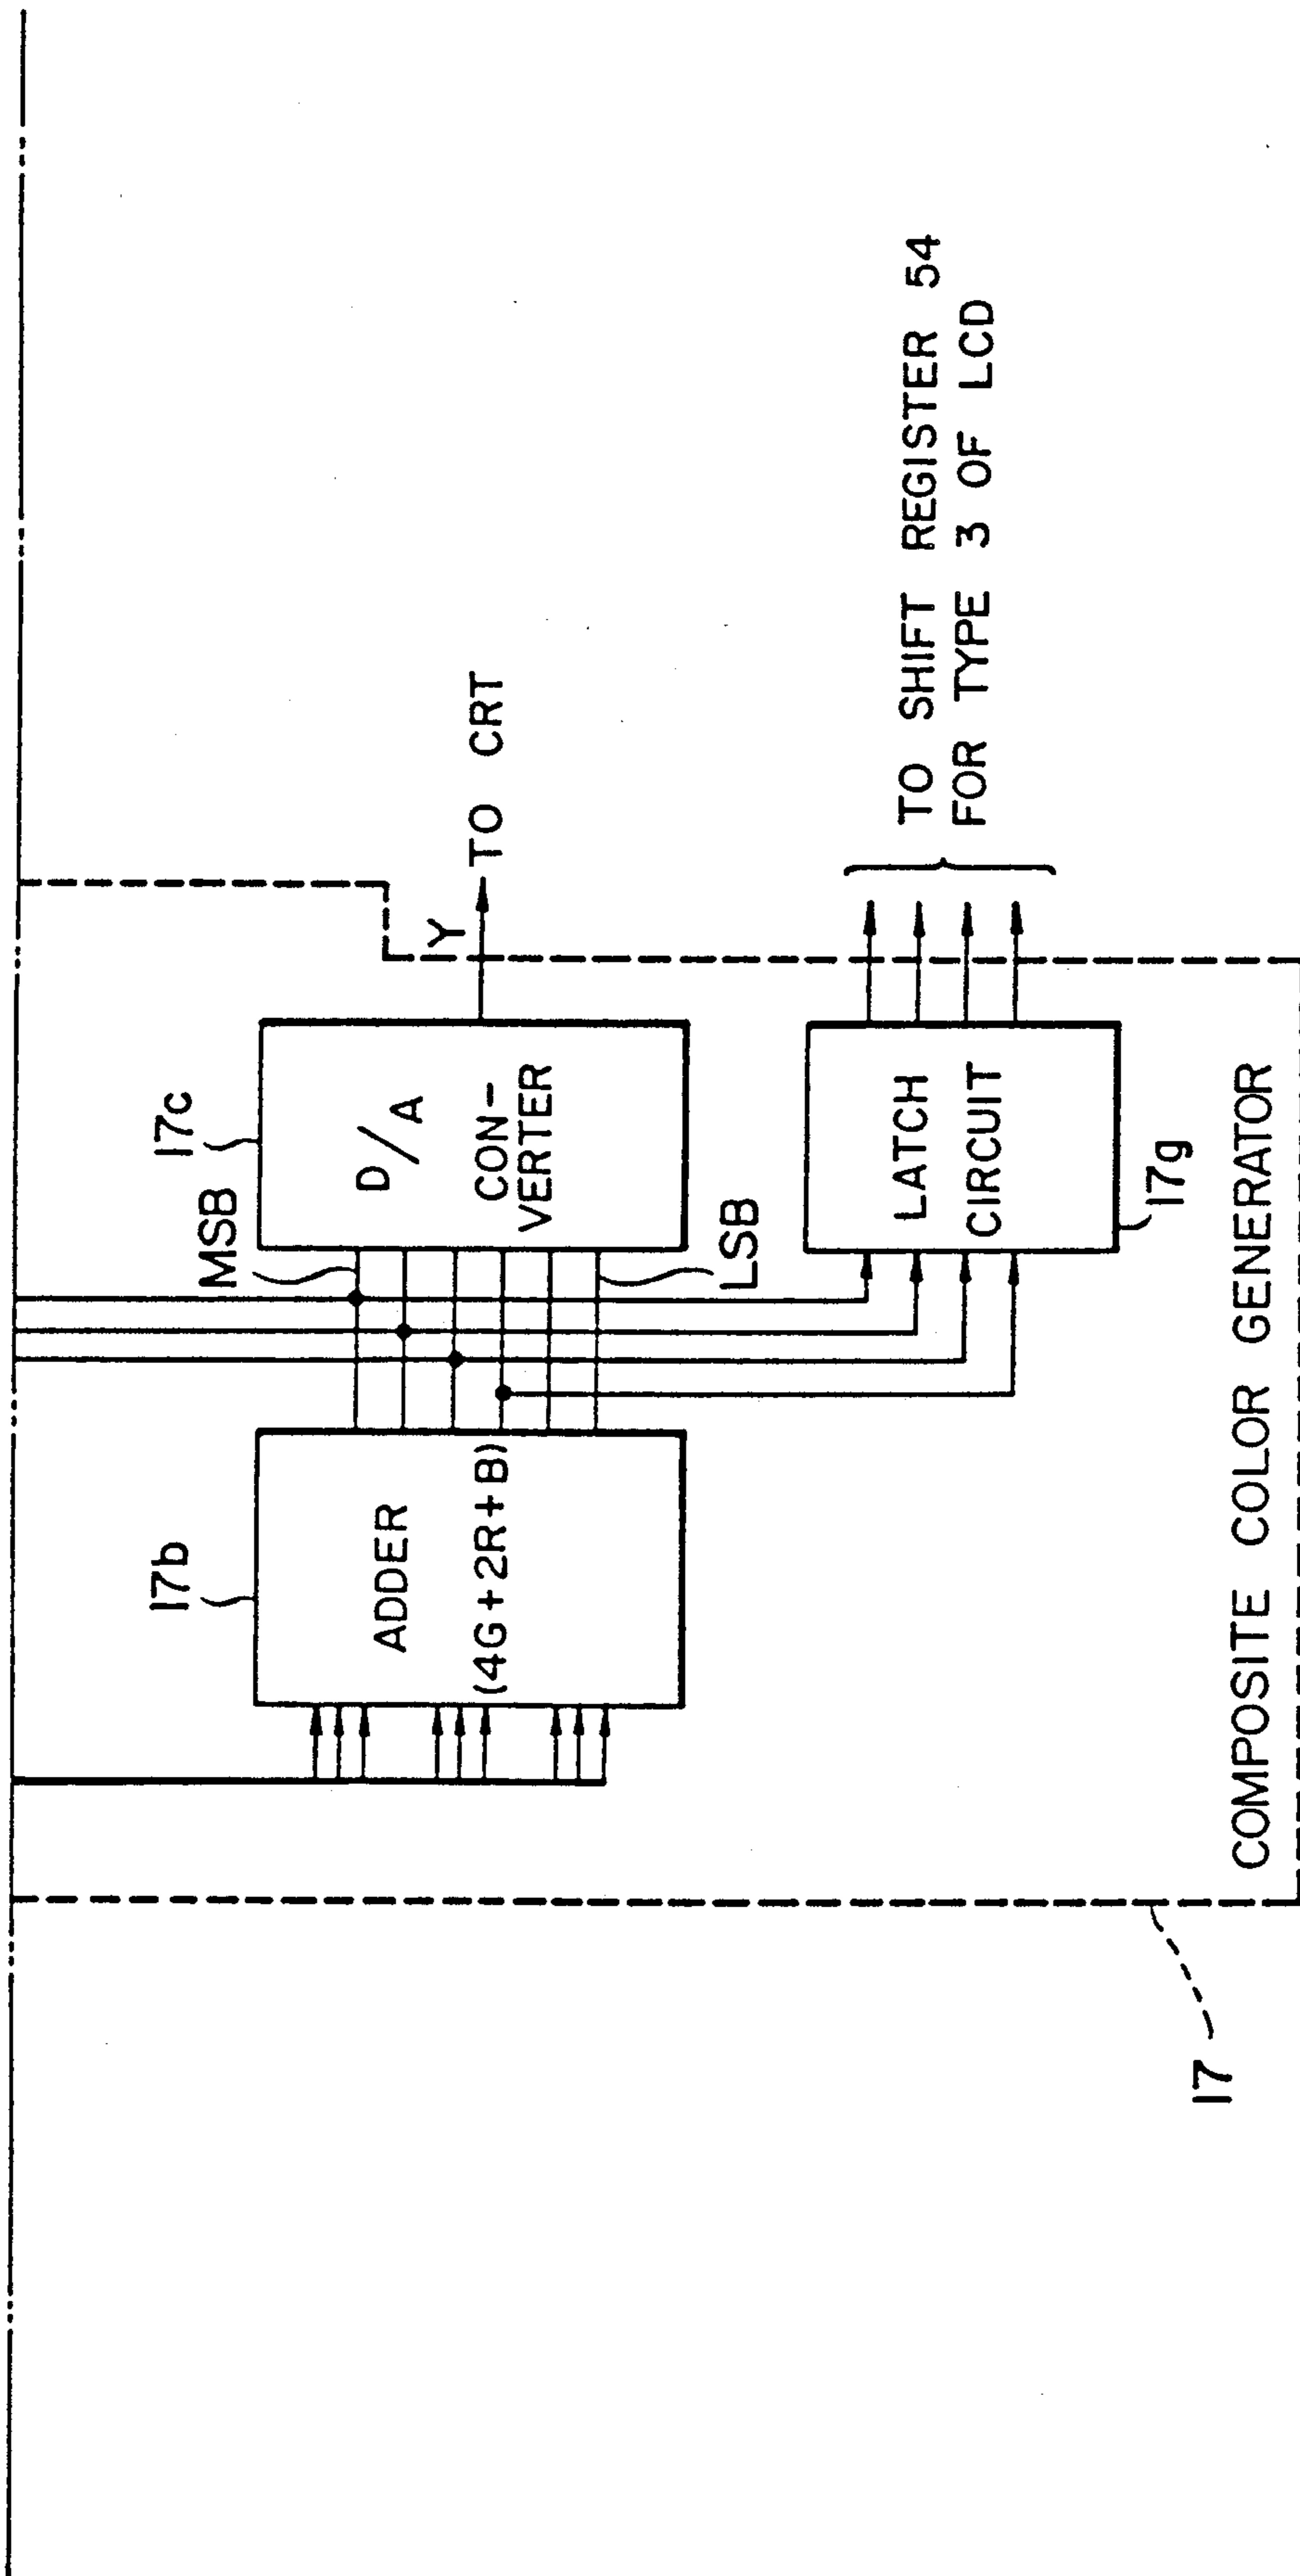 17b
ADDER
(4G+2R+B)
MSB
LSB
17c
D/A
CON-
VERTER
Y
TO CRT
LATCH
CIRCUIT
17g
TO SHIFT REGISTER 54
FOR TYPE 3 OF LCD
COMPOSITE COLOR GENERATOR
17